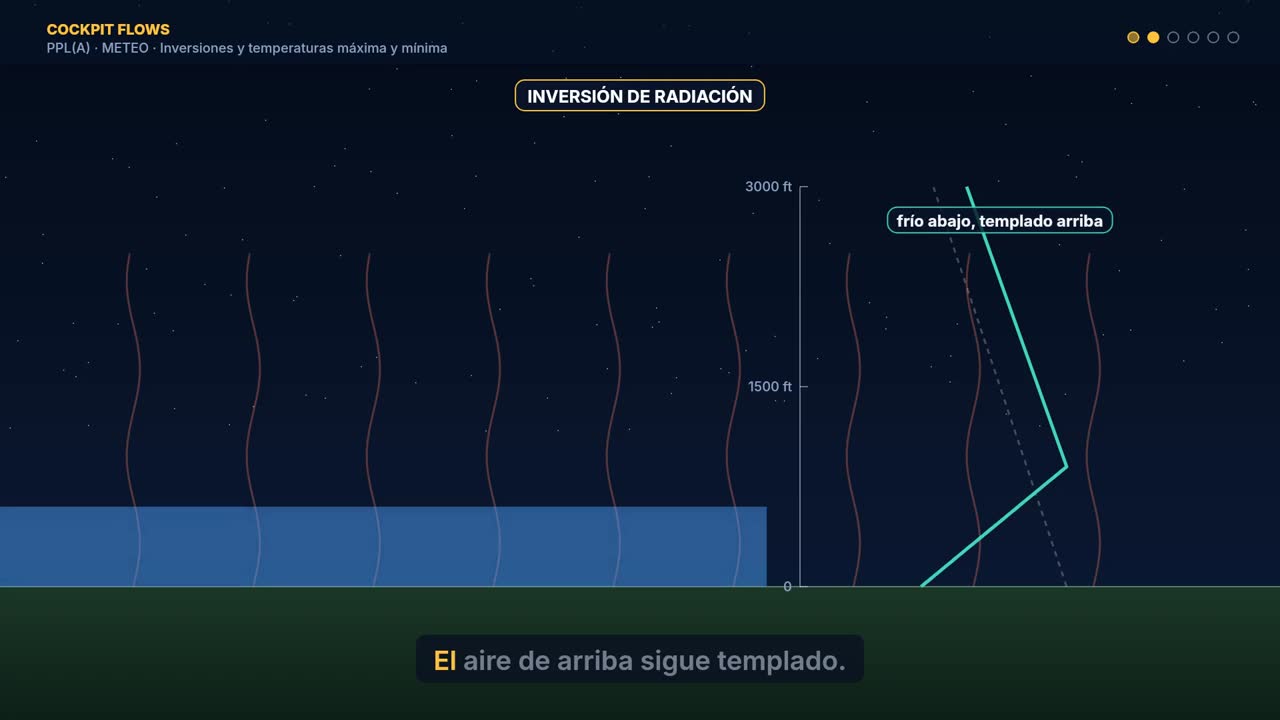 COCKPIT FLOWS
PPL(A) · METEO · Inversiones y temperaturas máxima y mínima
INVERSIÓN DE RADIACIÓN
3000 ft
frío abajo, templado arriba
1500 ft
0
El aire de arriba sigue templado.